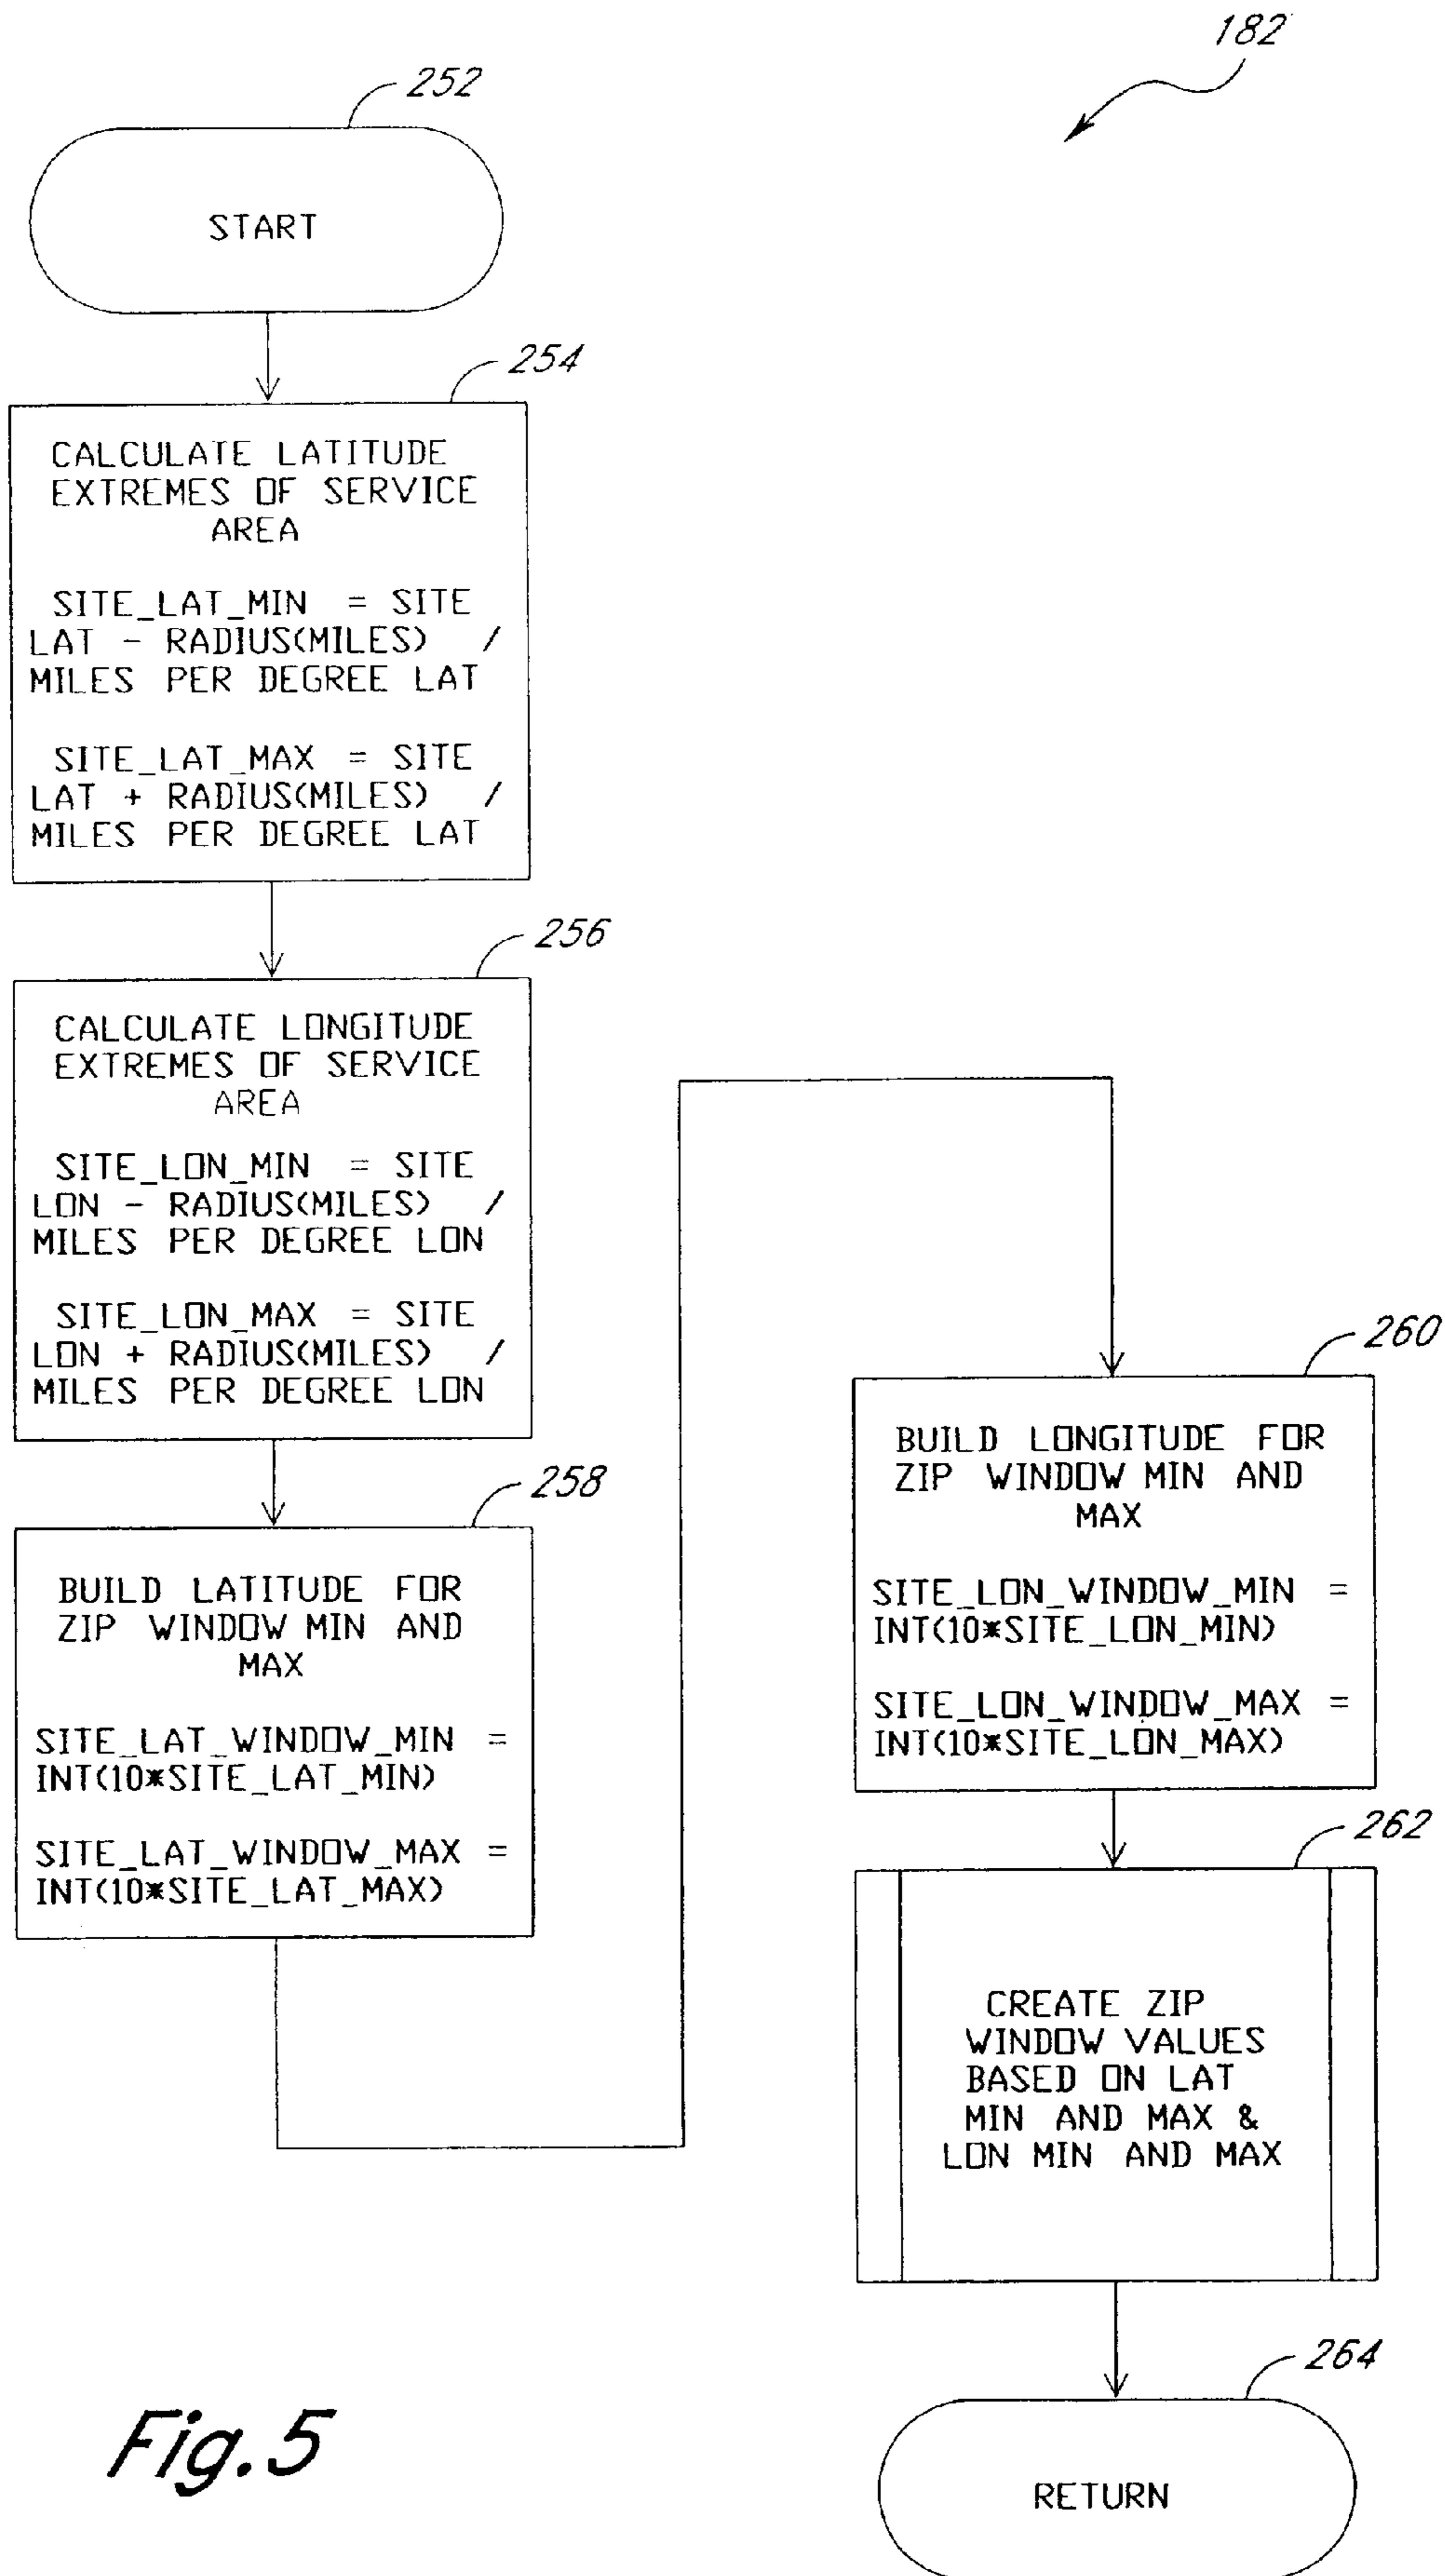 182
252
START
254
CALCULATE LATITUDE
EXTREMES OF SERVICE
AREA
SITE_LAT_MIN = SITE
LAT - RADIUS(MILES) /
MILES PER DEGREE LAT
SITE_LAT_MAX = SITE
LAT + RADIUS(MILES) /
MILES PER DEGREE LAT
256
CALCULATE LONGITUDE
EXTREMES OF SERVICE
AREA
SITE_LON_MIN = SITE
LON - RADIUS(MILES) /
MILES PER DEGREE LON
SITE_LON_MAX = SITE
LON + RADIUS(MILES) /
MILES PER DEGREE LON
258
BUILD LATITUDE FOR
ZIP WINDOW MIN AND
MAX
SITE_LAT_WINDOW_MIN =
INT(10*SITE_LAT_MIN)
SITE_LAT_WINDOW_MAX =
INT(10*SITE_LAT_MAX)
260
BUILD LONGITUDE FOR
ZIP WINDOW MIN AND
MAX
SITE_LON_WINDOW_MIN =
INT(10*SITE_LON_MIN)
SITE_LON_WINDOW_MAX =
INT(10*SITE_LON_MAX)
262
CREATE ZIP
WINDOW VALUES
BASED ON LAT
MIN AND MAX &
LON MIN AND MAX
264
RETURN
Fig. 5